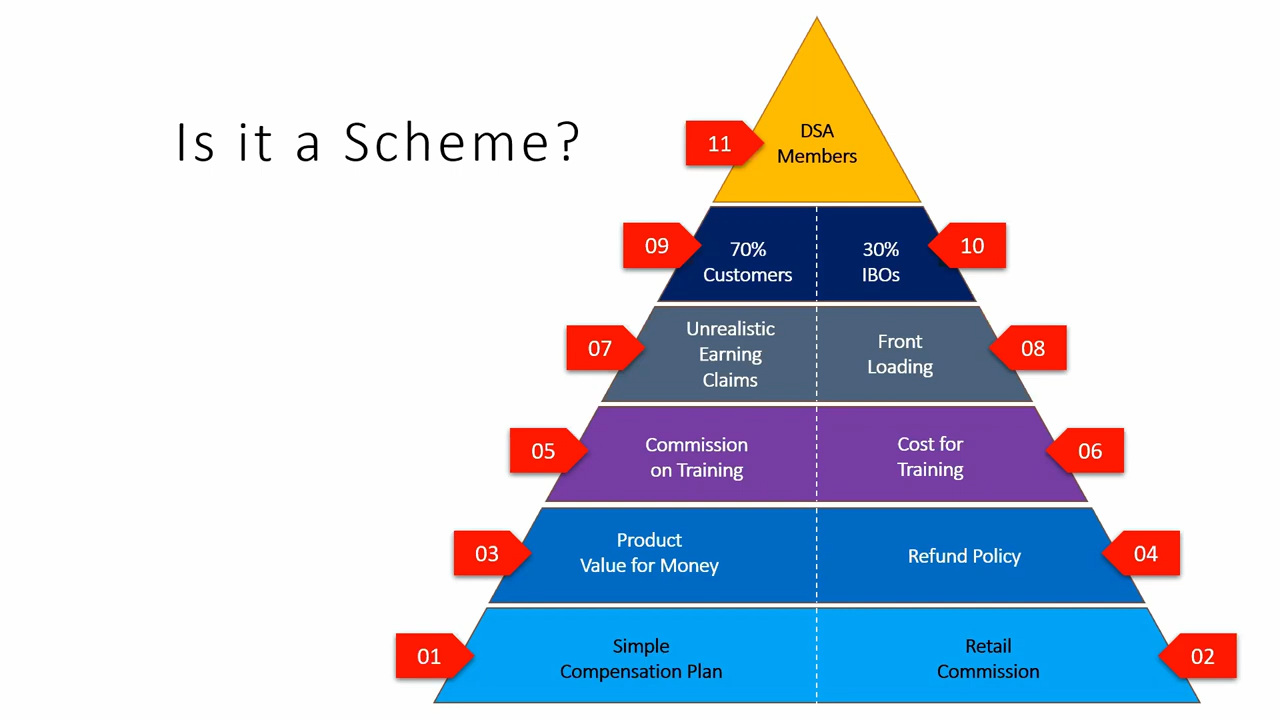 Is it a Scheme?
11
DSA
Members
09
70%
Customers
30%
IBOs
10
07
Unrealistic
Earning
Claims
Front
Loading
08
05
Commission
on Training
Cost for
Training
06
03
Product
Value for Money
Refund Policy
04
01
Simple
Compensation Plan
Retail
Commission
02